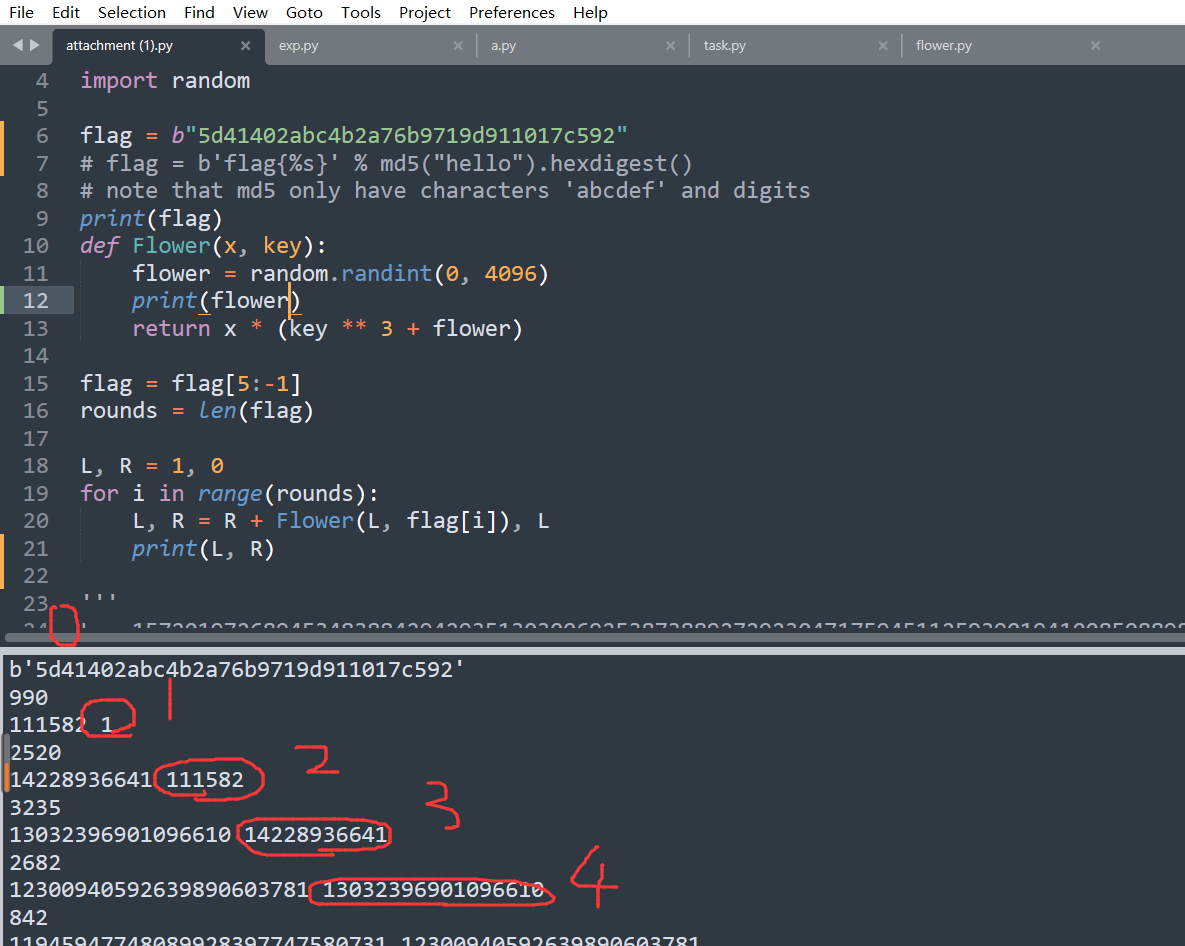 File Edit Selection Find View Goto Tools Project Preferences Help
attachment (1).py × exp.py × a.py × task.py × flower.py ×
4 import random
5
6 flag = b"5d41402abc4b2a76b9719d911017c592"
7 # flag = b'flag{%s}' % md5("hello").hexdigest()
8 # note that md5 only have characters 'abcdef' and digits
9 print(flag)
10 def Flower(x, key):
11 flower = random.randint(0, 4096)
12 print(flower)
13 return x * (key ** 3 + flower)
14
15 flag = flag[5:-1]
16 rounds = len(flag)
17
18 L, R = 1, 0
19 for i in range(rounds):
20 L, R = R + Flower(L, flag[i]), L
21 print(L, R)
22
23 '''
24
b'5d41402abc4b2a76b9719d911017c592'
990
111582 1
1
2520
2
14228936641 111582
3235
3
13032396901096610 14228936641
2682
4
12300940592639890603781 13032396901096610
842
11945947748089928397747580731 12300940592639890603781